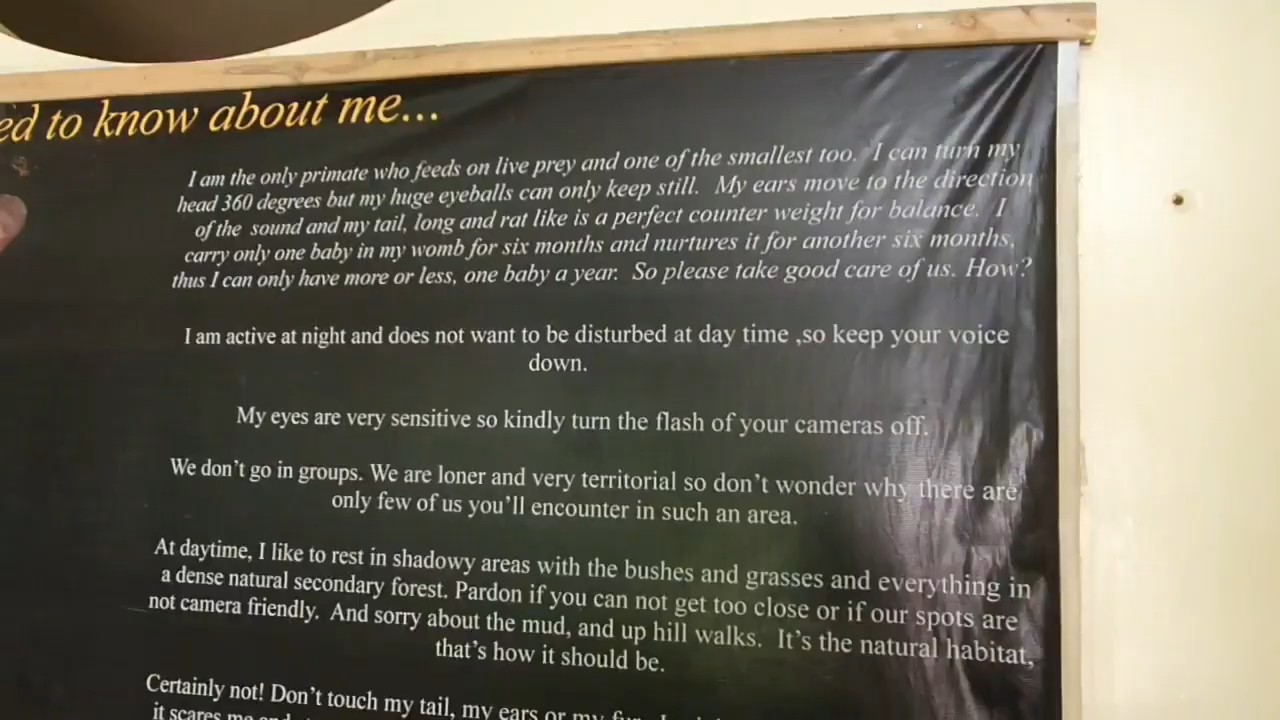 ed to know about me...
I am the only primate who feeds on live prey and one of the smallest too. I can turn my
head 360 degrees but my huge eyeballs can only keep still. My ears move to the direction
of the sound and my tail, long and rat like is a perfect counter weight for balance. I
carry only one baby in my womb for six months and nurtures it for another six months,
thus I can only have more or less, one baby a year. So please take good care of us. How?
I am active at night and does not want to be disturbed at day time ,so keep your voice
down.
My eyes are very sensitive so kindly turn the flash of your cameras off.
We don't go in groups. We are loner and very territorial so don't wonder why there are
only few of us you'll encounter in such an area.
At daytime, I like to rest in shadowy areas with the bushes and grasses and everything in
a dense natural secondary forest. Pardon if you can not get too close or if our spots are
not camera friendly. And sorry about the mud, and up hill walks. It's the natural habitat,
that's how it should be.
Certainly not! Don't touch my tail, my ears or my fur.
it scares me and